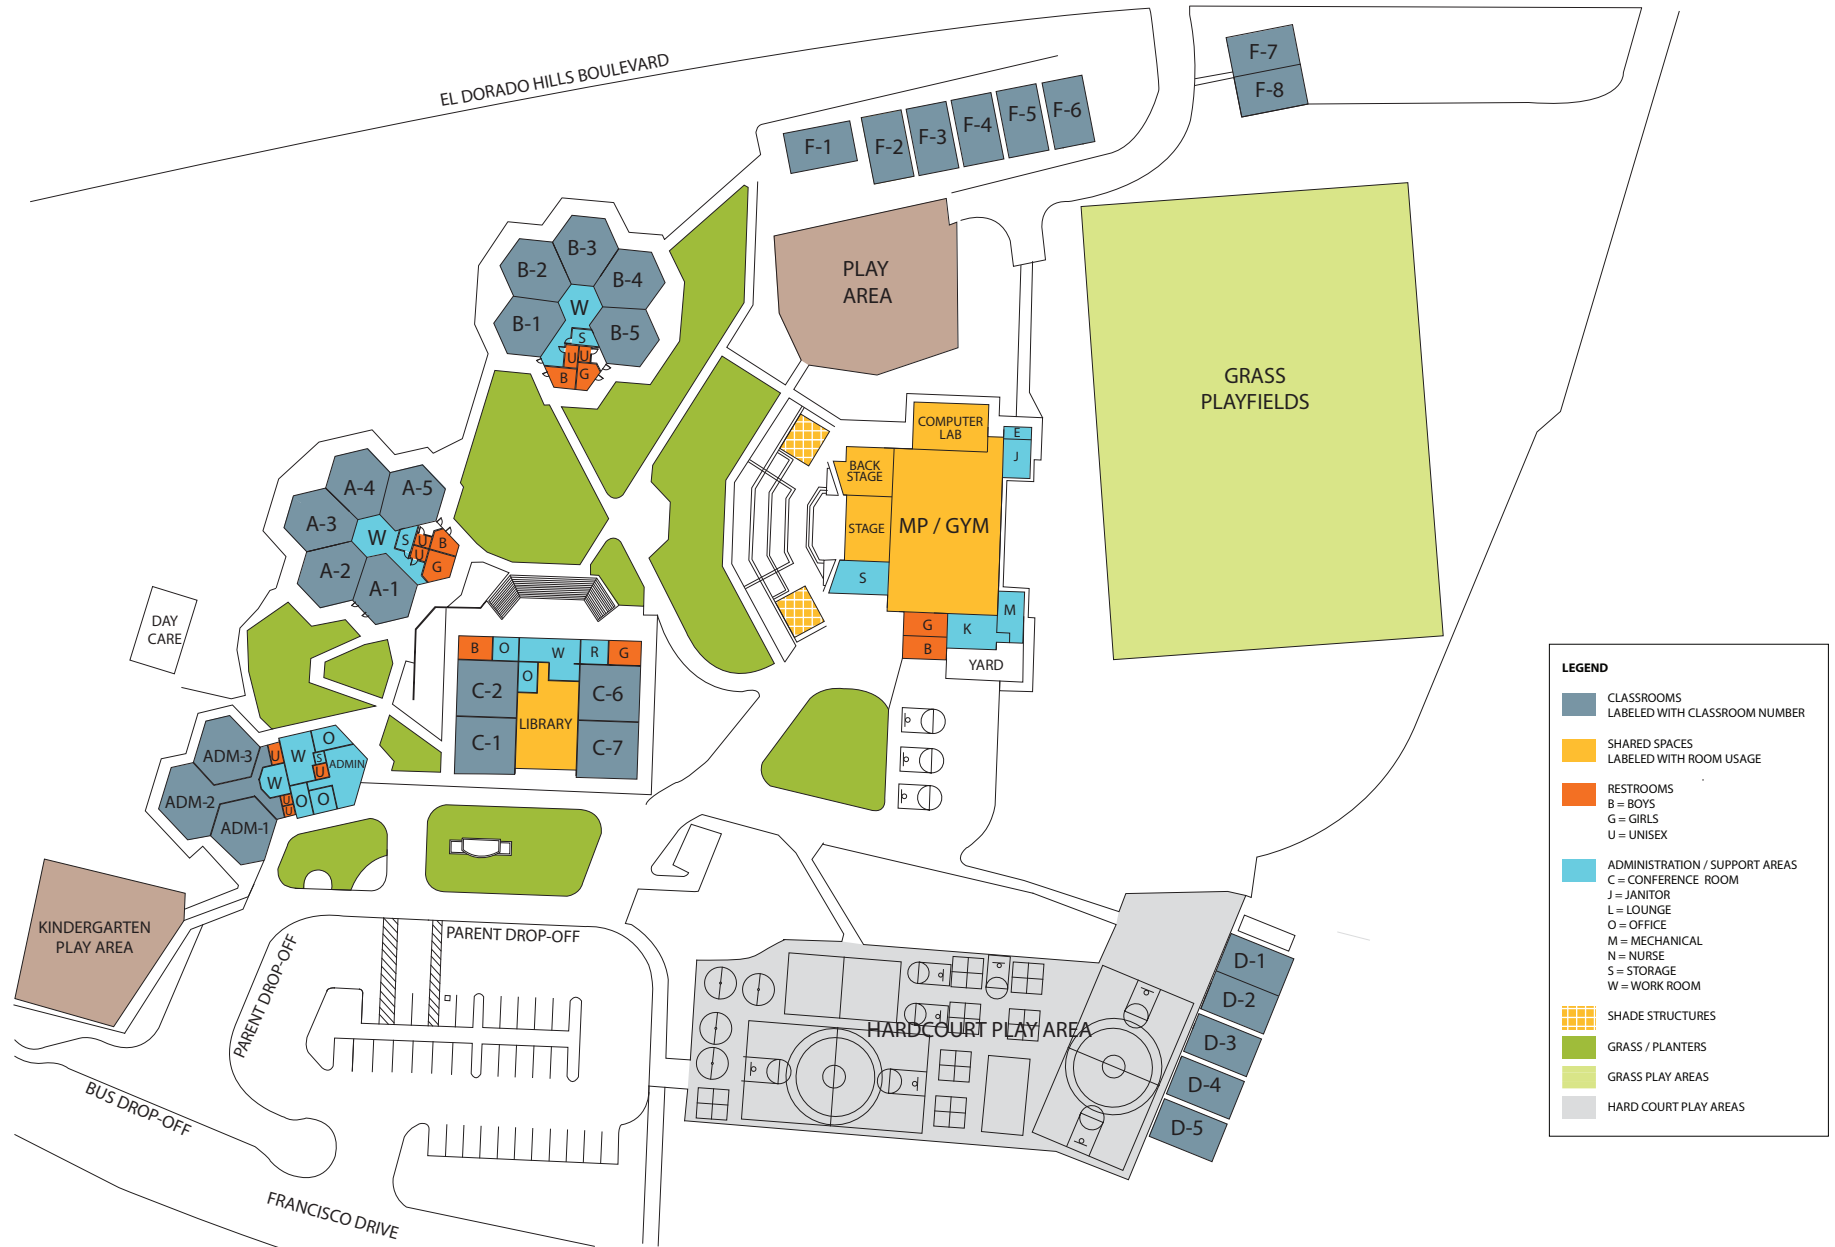 EL DORADO HILLS BOULEVARD
F-7
F-8
F-1
F-2
F-3
F-4
F-5
F-6
B-3
B-2
B-4
W
B-1
B-5
S
U
U
B
G
PLAY
AREA
GRASS
PLAYFIELDS
COMPUTER
LAB
E
J
BACK
STAGE
STAGE
MP / GYM
S
M
G
K
B
YARD
A-4
A-5
A-3
W
S
U
B
U
G
A-2
A-1
DAY
CARE
B
O
W
R
G
O
C-2
C-6
LIBRARY
C-1
C-7
ADM-3
U
W
O
S
ADMIN
U
W
ADM-2
U
O
O
U
ADM-1
KINDERGARTEN
PLAY AREA
PARENT DROP-OFF
PARENT DROP-OFF
BUS DROP-OFF
FRANCISCO DRIVE
HARDCOURT PLAY AREA
D-1
D-2
D-3
D-4
D-5
LEGEND
CLASSROOMS
LABELED WITH CLASSROOM NUMBER
SHARED SPACES
LABELED WITH ROOM USAGE
RESTROOMS
B = BOYS
G = GIRLS
U = UNISEX
ADMINISTRATION / SUPPORT AREAS
C = CONFERENCE ROOM
J = JANITOR
L = LOUNGE
O = OFFICE
M = MECHANICAL
N = NURSE
S = STORAGE
W = WORK ROOM
SHADE STRUCTURES
GRASS / PLANTERS
GRASS PLAY AREAS
HARD COURT PLAY AREAS